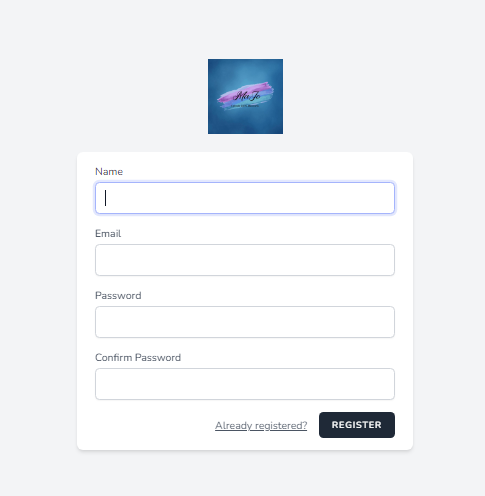 Name
Email
Password
Confirm Password
Already registered?
REGISTER